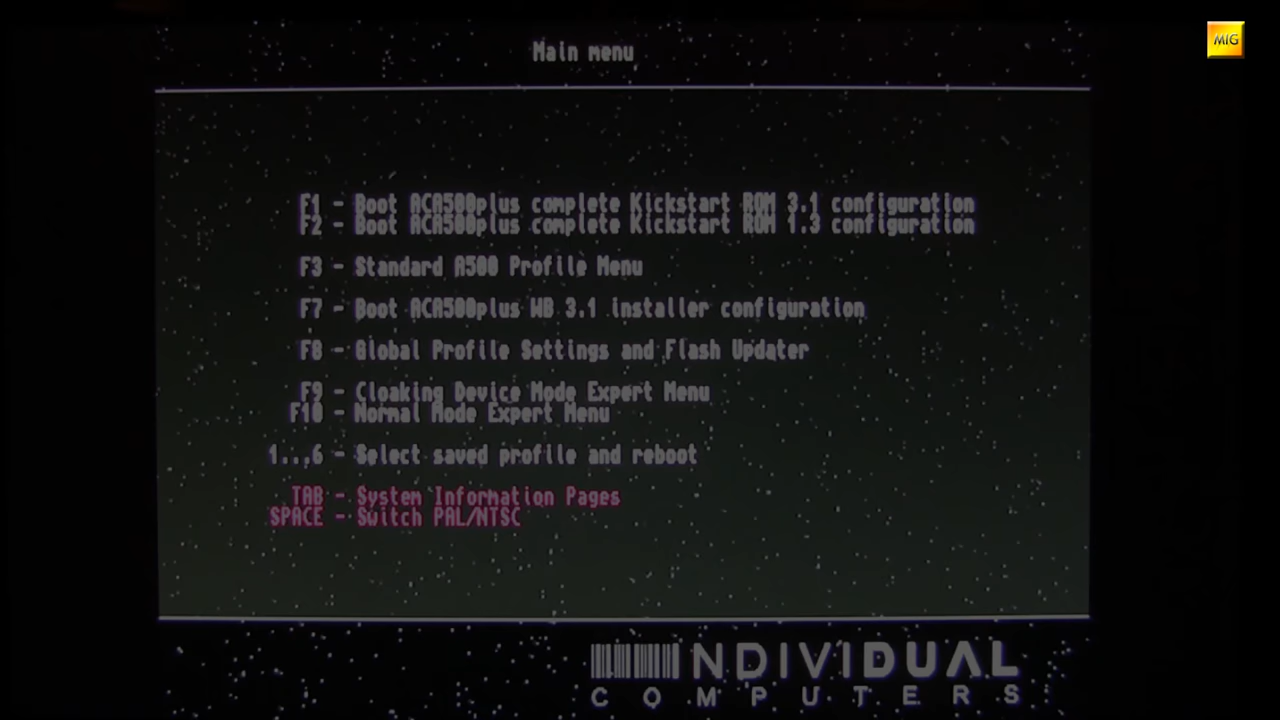 MIG
Main menu
F1 - Boot ACA500plus complete Kickstart ROM 3.1 configuration
F2 - Boot ACA500plus complete Kickstart ROM 1.3 configuration
F3 - Standard A500 Profile Menu
F7 - Boot ACA500plus WB 3.1 installer configuration
F8 - Global Profile Settings and Flash Updater
F9 - Cloaking Device Mode Expert Menu
F10 - Normal Mode Expert Menu
1...6 - Select saved profile and reboot
TAB - System Information Pages
SPACE - Switch PAL/NTSC
NDIVIDUAL
COMPUTERS